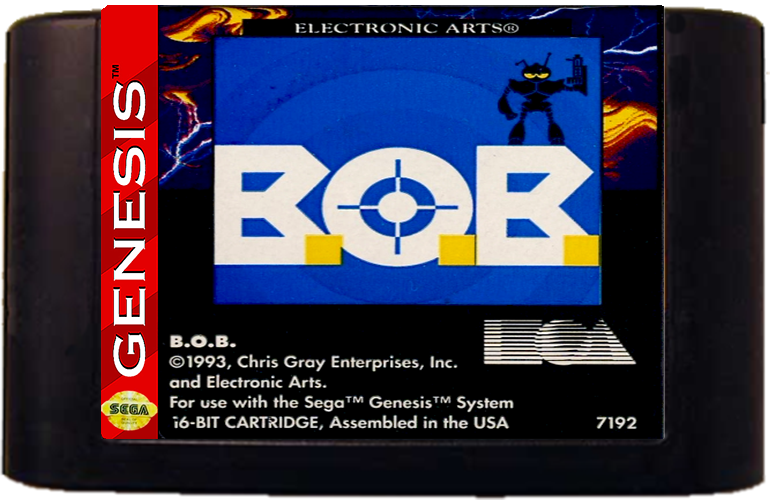 ELECTRONIC ARTS®
GENESIS™
B.O.B.
EA
B.O.B.
©1993, Chris Gray Enterprises, Inc.
and Electronic Arts.
For use with the Sega™ Genesis™ System
16-BIT CARTRIDGE, Assembled in the USA
7192
SEGA